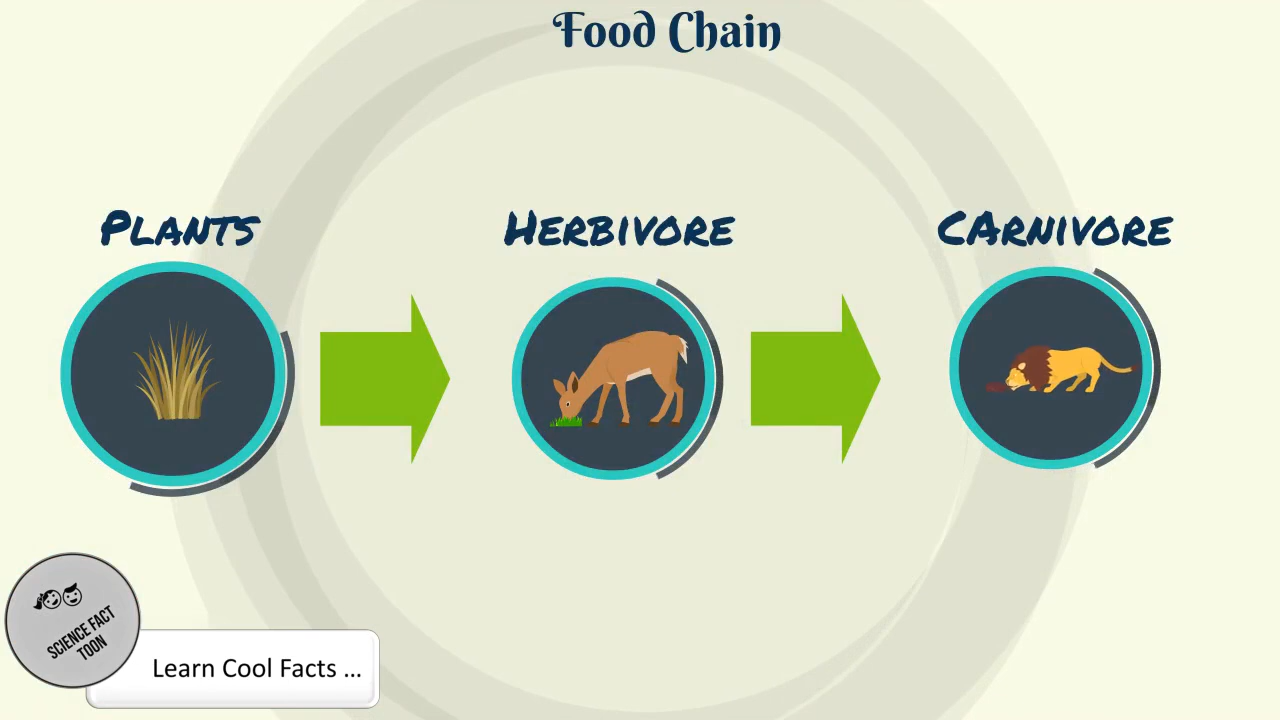 Food Chain
Plants
Herbivore
CArnivore
SCIENCE FACT
TOON
Learn Cool Facts ...